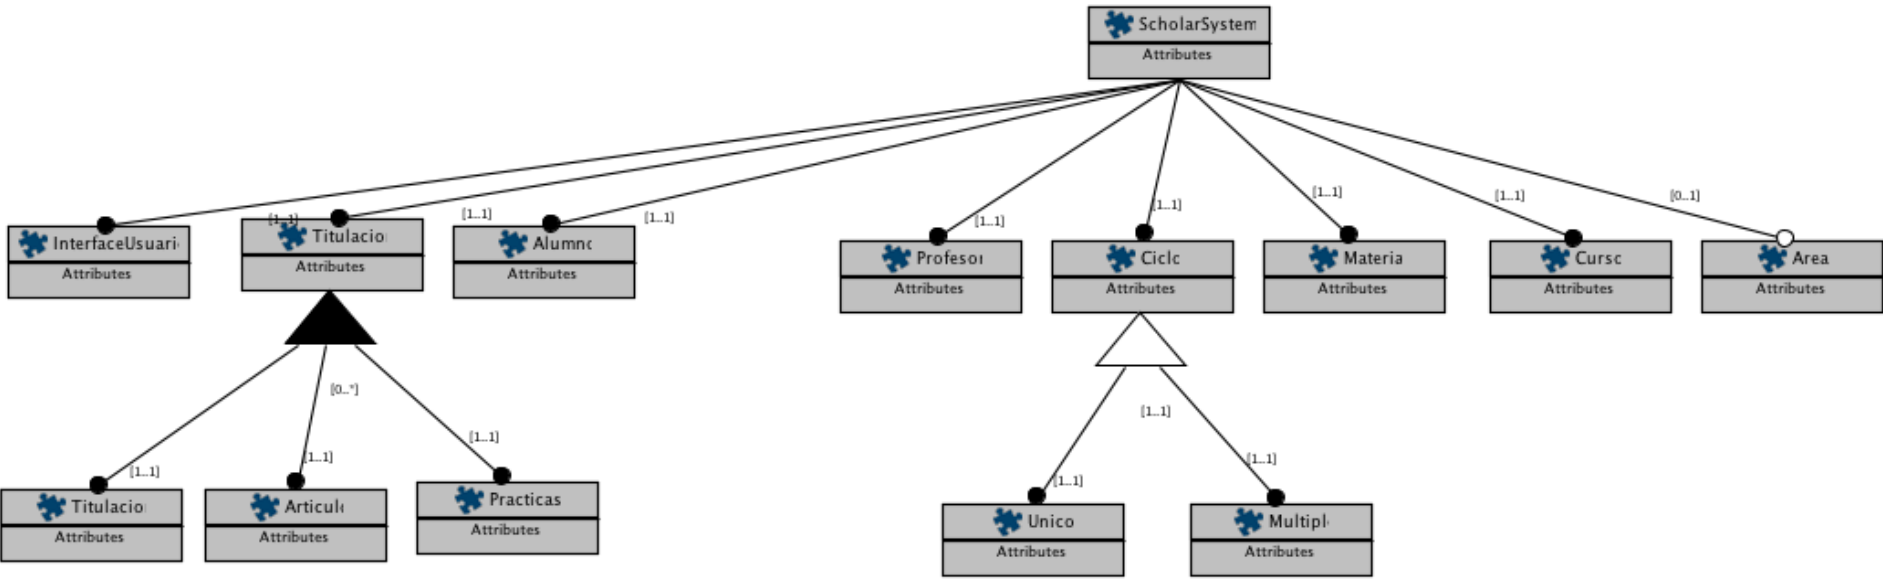 ScholarSystem
Attributes
[1..1]
[1..1]
[1..1]
[1..1]
[1..1]
[1..1]
[1..1]
[0..1]
InterfaceUsuari
Attributes
Titulacio
Attributes
Alumnc
Attributes
Profesor
Attributes
Ciclc
Attributes
Materia
Attributes
Cursc
Attributes
Area
Attributes
[0..*]
[1..1]
[1..1]
[1..1]
[1..1]
[1..1]
[1..1]
Titulacio
Attributes
Articul
Attributes
Practicas
Attributes
Unico
Attributes
Multipl
Attributes